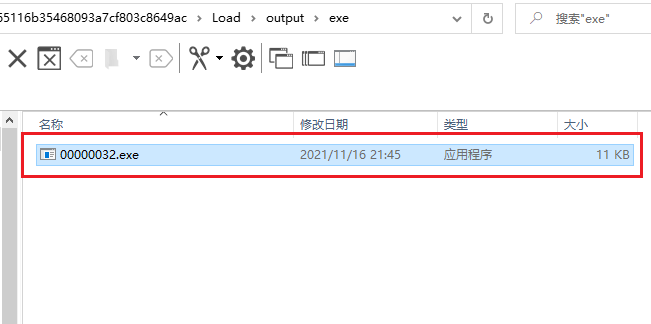 65116b35468093a7cf803c8649ac > Load > output > exe
搜索"exe"
名称 修改日期 类型 大小
00000032.exe 2021/11/16 21:45 应用程序 11 KB